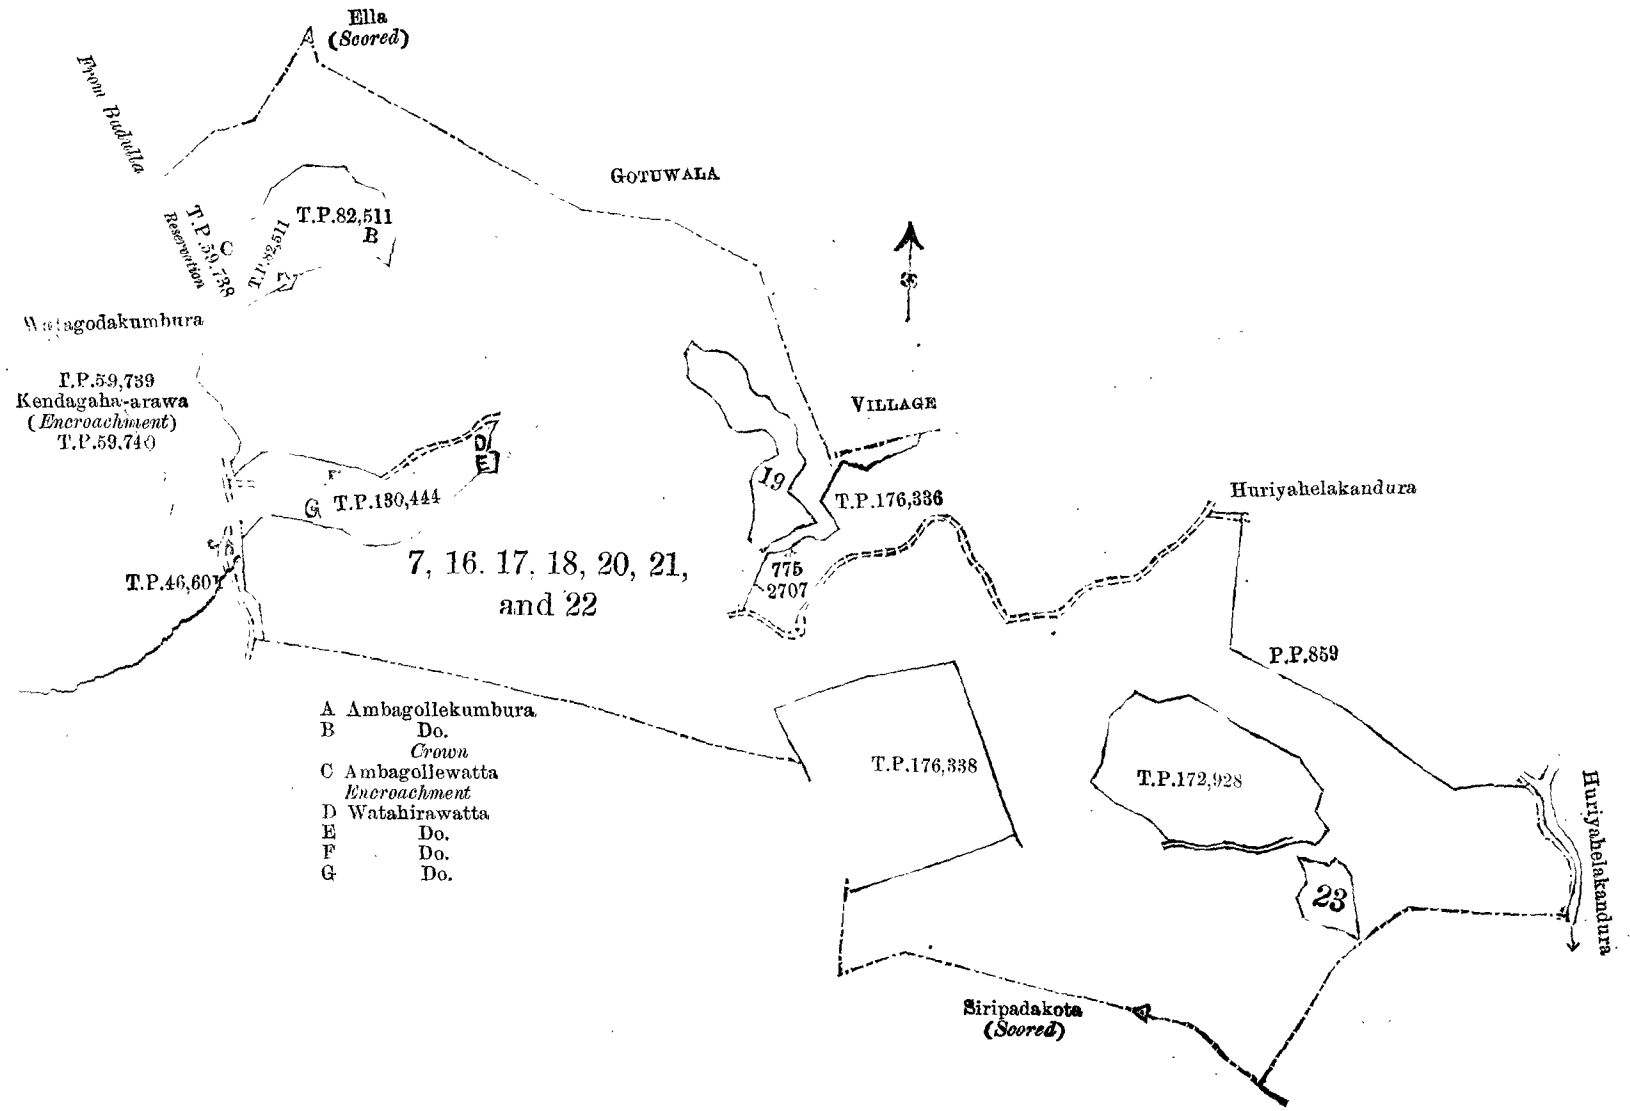 Ella
(Scored)
From Badulla
GOTUWALA
T.P.82,511
B
T.P.59,738
Reservation
C
T.P.82,511
A
Watagodakumbura
T.P.59,739
Kendagaha-arawa
(Encroachment)
T.P.59,740
VILLAGE
D
E
F
G T.P.130,444
19
T.P.176,336
Huriyahelakandura
7, 16. 17, 18, 20, 21,
and 22
775
2707
T.P.46,601
P.P.859
A Ambagollekumbura
B Do.
Crown
C Ambagollewatta
Encroachment
D Watahirawatta
E Do.
F Do.
G Do.
T.P.176,338
T.P.172,928
Huriyahelakandura
23
Siripadakota
(Scored)